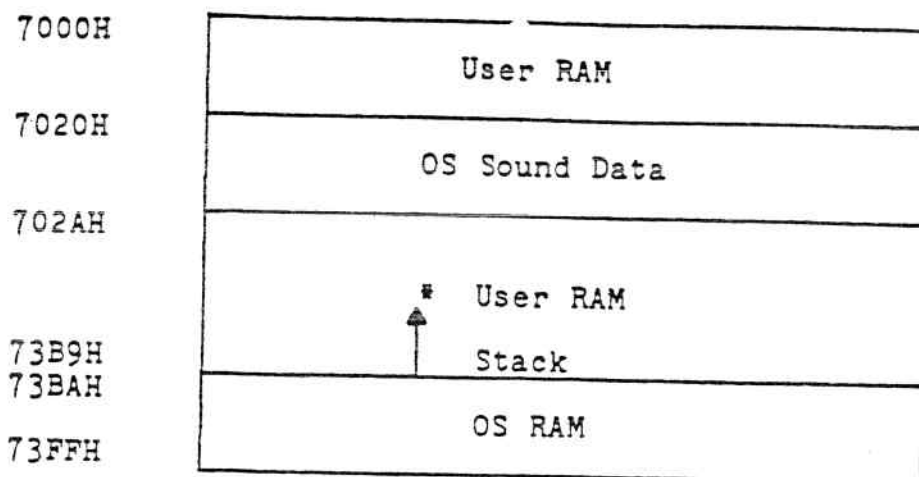 7000H
User RAM
7020H
OS Sound Data
702AH
* User RAM
73B9H
Stack
73BAH
OS RAM
73FFH